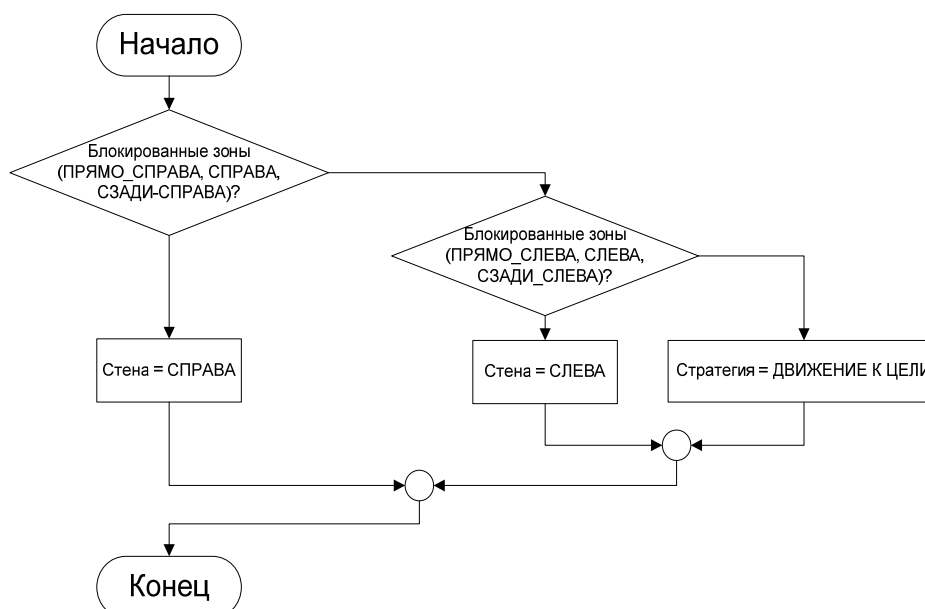 Начало
Блокированные зоны
(ПРЯМО_СПРАВА, СПРАВА,
СЗАДИ-СПРАВА)?
Блокированные зоны
(ПРЯМО_СЛЕВА, СЛЕВА,
СЗАДИ_СЛЕВА)?
Стена = СПРАВА
Стена = СЛЕВА
Стратегия = ДВИЖЕНИЕ К ЦЕЛИ
Конец